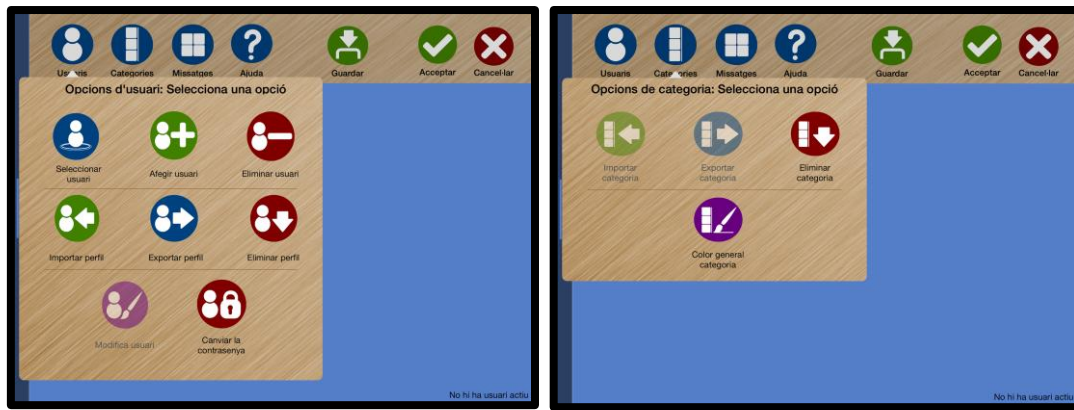 Usuaris Categories Missatges Ajuda Guardar Acceptar Cancel·lar
Opcions d'usuari: Selecciona una opció
Seleccionar
usuari
Afegir usuari
Eliminar usuari
Importar perfil
Exportar perfil
Eliminar perfil
Modifica usuari
Canviar la
contrasenya
No hi ha usuari actiu
Usuaris Categories Missatges Ajuda Guardar Acceptar Cancel·lar
Opcions de categoria: Selecciona una opció
Importar
categoria
Exportar
categoria
Eliminar
categoria
Color general
categoria
No hi ha usuari actiu